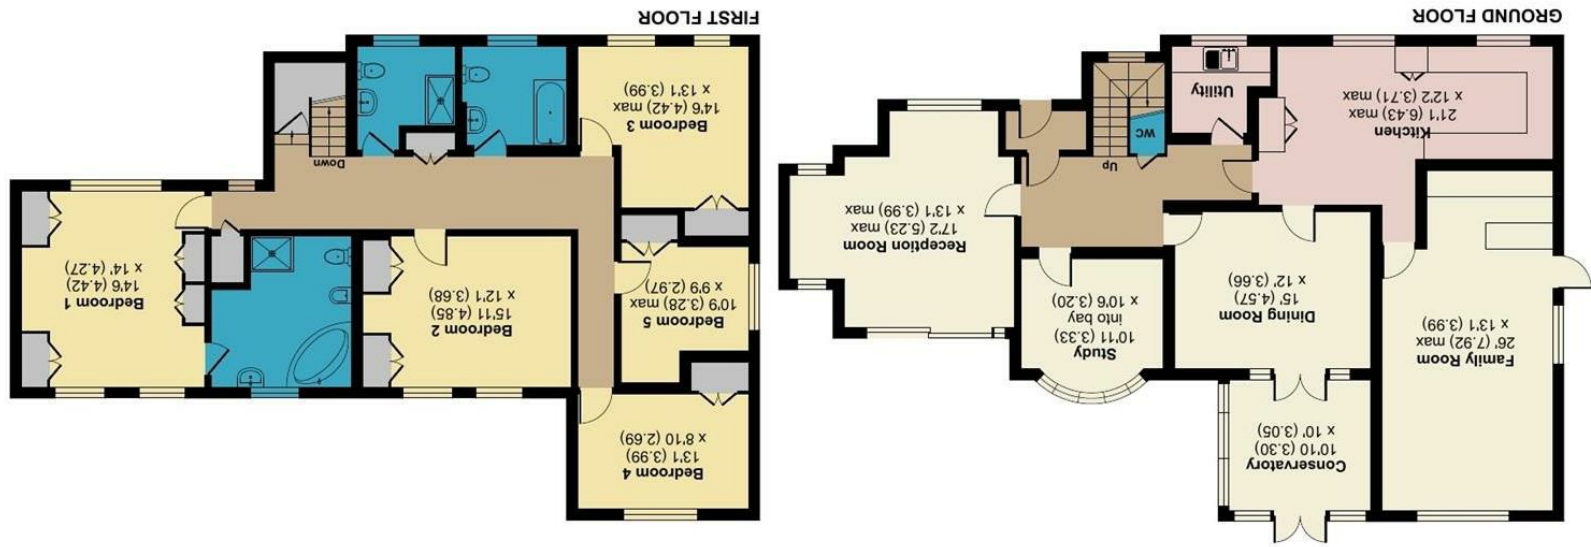 Conservatory
10'10 (3.30)
x 10' (3.05)
Family Room
26' (7.92) max
x 13'1 (3.99)
Dining Room
15' (4.57)
x 12' (3.66)
Study
10'11 (3.33)
into bay
x 10'6 (3.20)
Reception Room
17'2 (5.23) max
x 13'1 (3.99)
max
Kitchen
21'1 (6.43) max
x 12'2 (3.71) max
Utility
WC
Up
GROUND FLOOR
Bedroom 4
13'1 (3.99)
x 8'10 (2.69)
Bedroom 5
10'9 (3.28) max
x 9'9 (2.97)
Bedroom 2
15'11 (4.85)
x 12'1 (3.68)
Bedroom 1
14'6 (4.42)
x 14' (4.27)
Bedroom 3
14'6 (4.42) max
x 13'1 (3.99)
Down
FIRST FLOOR